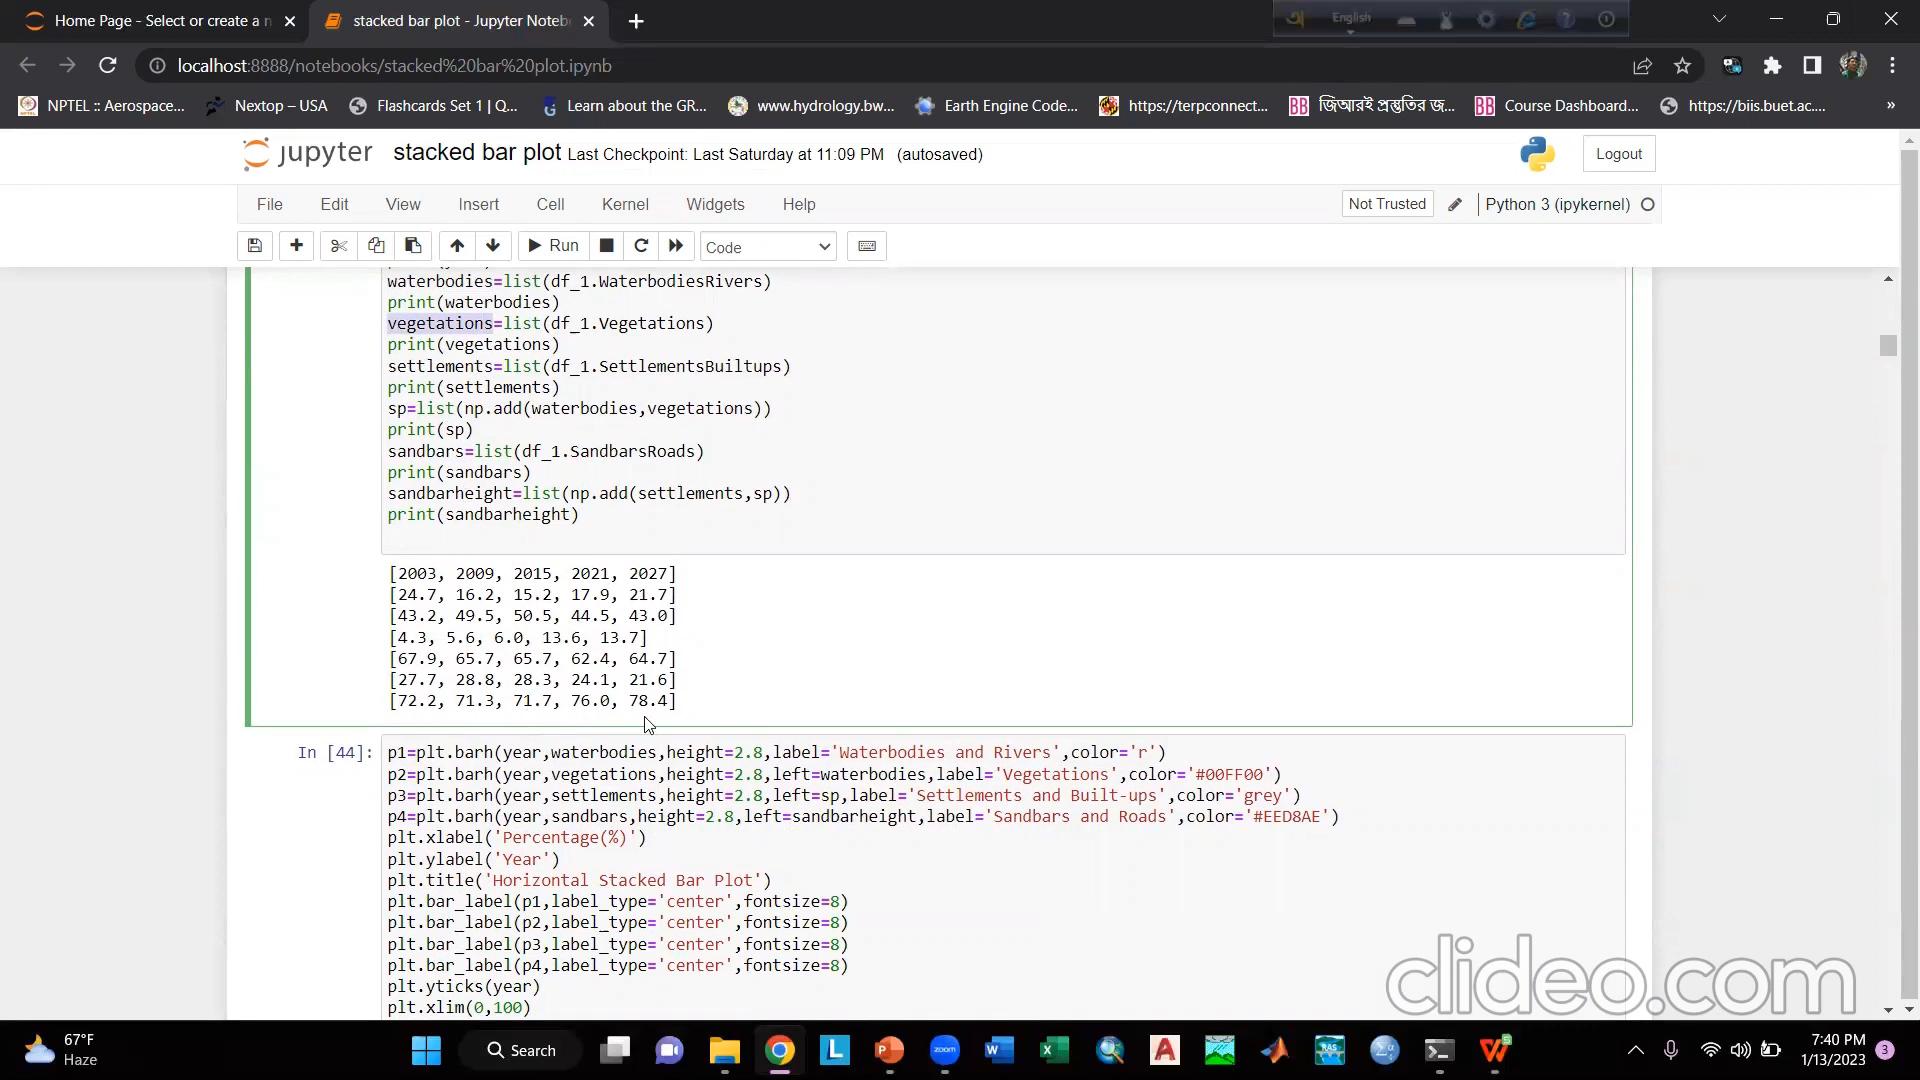 Home Page - Select or create a n
stacked bar plot - Jupyter Noteb
English
localhost:8888/notebooks/stacked%20bar%20plot.ipynb
NPTEL :: Aerospace...
Nextop – USA
Flashcards Set 1 | Q...
Learn about the GR...
www.hydrology.bw...
Earth Engine Code...
https://terpconnect...
জিআরই প্রস্তুতির জ...
Course Dashboard...
https://biis.buet.ac....
»
jupyter stacked bar plot Last Checkpoint: Last Saturday at 11:09 PM (autosaved)
Logout
File Edit View Insert Cell Kernel Widgets Help
Not Trusted
Python 3 (ipykernel)
Run
Code
waterbodies=list(df_1.WaterbodiesRivers)
print(waterbodies)
vegetations=list(df_1.Vegetations)
print(vegetations)
settlements=list(df_1.SettlementsBuiltups)
print(settlements)
sp=list(np.add(waterbodies,vegetations))
print(sp)
sandbars=list(df_1.SandbarsRoads)
print(sandbars)
sandbarheight=list(np.add(settlements,sp))
print(sandbarheight)
[2003, 2009, 2015, 2021, 2027]
[24.7, 16.2, 15.2, 17.9, 21.7]
[43.2, 49.5, 50.5, 44.5, 43.0]
[4.3, 5.6, 6.0, 13.6, 13.7]
[67.9, 65.7, 65.7, 62.4, 64.7]
[27.7, 28.8, 28.3, 24.1, 21.6]
[72.2, 71.3, 71.7, 76.0, 78.4]
In [44]: p1=plt.barh(year,waterbodies,height=2.8,label='Waterbodies and Rivers',color='r')
p2=plt.barh(year,vegetations,height=2.8,left=waterbodies,label='Vegetations',color='#00FF00')
p3=plt.barh(year,settlements,height=2.8,left=sp,label='Settlements and Built-ups',color='grey')
p4=plt.barh(year,sandbars,height=2.8,left=sandbarheight,label='Sandbars and Roads',color='#EED8AE')
plt.xlabel('Percentage(%)')
plt.ylabel('Year')
plt.title('Horizontal Stacked Bar Plot')
plt.bar_label(p1,label_type='center',fontsize=8)
plt.bar_label(p2,label_type='center',fontsize=8)
plt.bar_label(p3,label_type='center',fontsize=8)
plt.bar_label(p4,label_type='center',fontsize=8)
plt.yticks(year)
plt.xlim(0,100)
clideo.com
67°F
Haze
Search
zoom
7:40 PM
1/13/2023
3